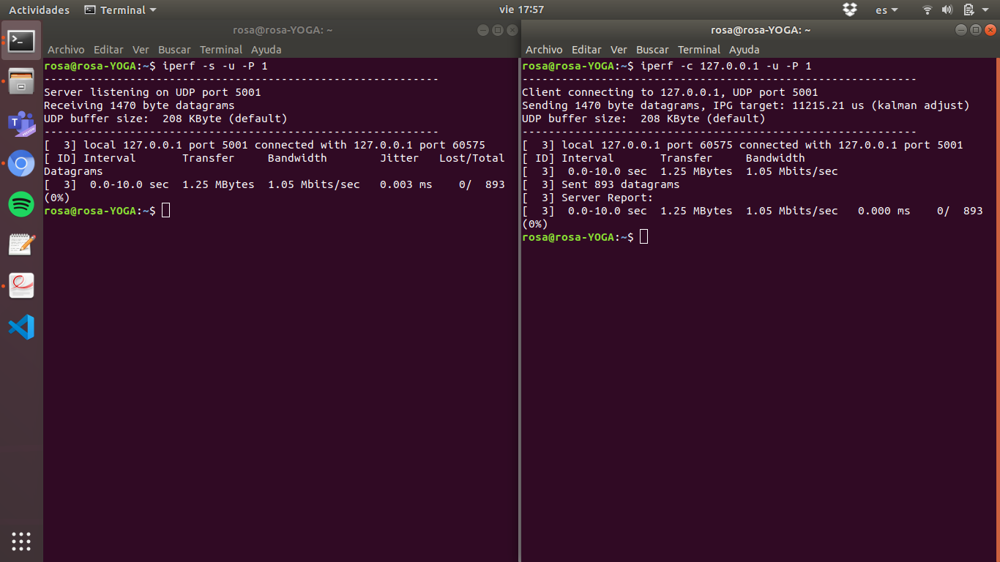 Actividades Terminal vie 17:57 es
rosa@rosa-YOGA: ~
Archivo Editar Ver Buscar Terminal Ayuda
rosa@rosa-YOGA:~$ iperf -s -u -P 1
------------------------------------------------------------
Server listening on UDP port 5001
Receiving 1470 byte datagrams
UDP buffer size:  208 KByte (default)
------------------------------------------------------------
[  3] local 127.0.0.1 port 5001 connected with 127.0.0.1 port 60575
[ ID] Interval       Transfer     Bandwidth        Jitter   Lost/Total
Datagrams
[  3]  0.0-10.0 sec  1.25 MBytes  1.05 Mbits/sec   0.003 ms    0/  893
(0%)
rosa@rosa-YOGA:~$
rosa@rosa-YOGA: ~
Archivo Editar Ver Buscar Terminal Ayuda
rosa@rosa-YOGA:~$ iperf -c 127.0.0.1 -u -P 1
------------------------------------------------------------
Client connecting to 127.0.0.1, UDP port 5001
Sending 1470 byte datagrams, IPG target: 11215.21 us (kalman adjust)
UDP buffer size:  208 KByte (default)
------------------------------------------------------------
[  3] local 127.0.0.1 port 60575 connected with 127.0.0.1 port 5001
[ ID] Interval       Transfer     Bandwidth
[  3]  0.0-10.0 sec  1.25 MBytes  1.05 Mbits/sec
[  3] Sent 893 datagrams
[  3] Server Report:
[  3]  0.0-10.0 sec  1.25 MBytes  1.05 Mbits/sec   0.000 ms    0/  893
(0%)
rosa@rosa-YOGA:~$